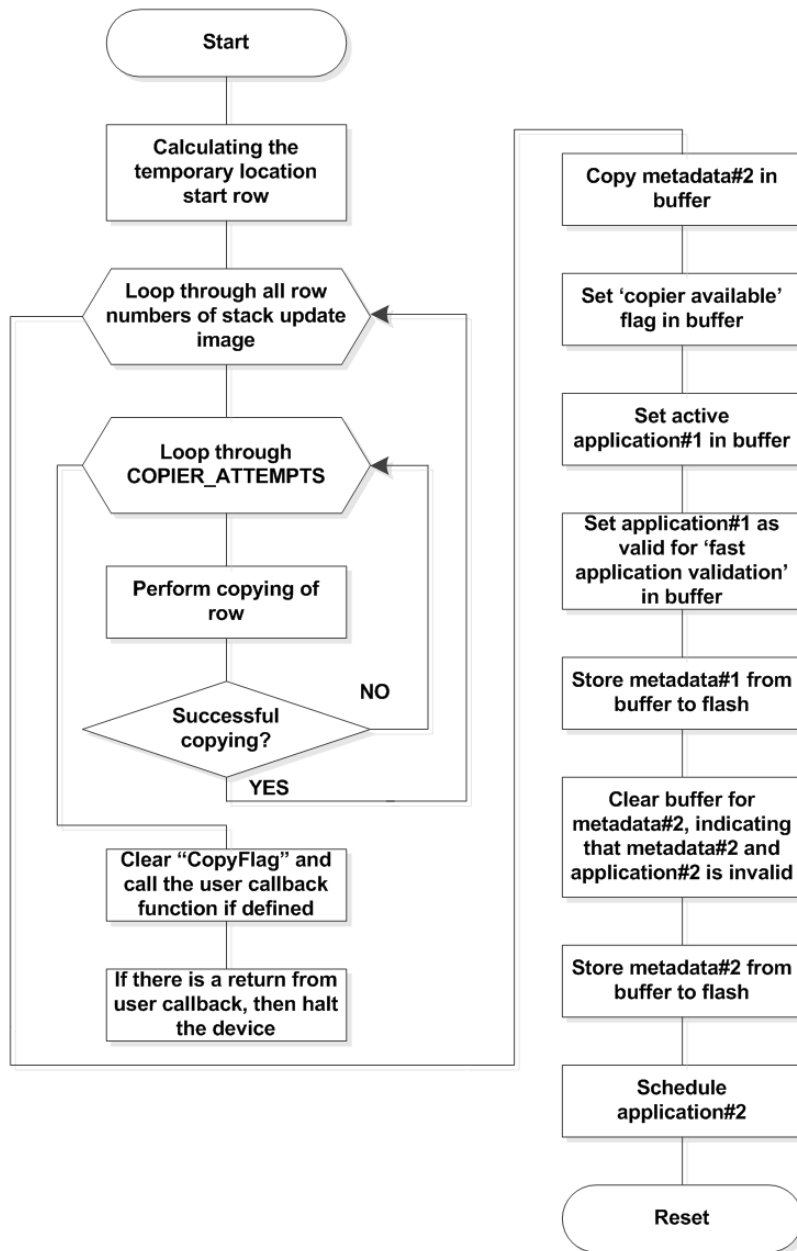 Start
Calculating the
temporary location
start row
Loop through all row
numbers of stack update
image
Loop through
COPIER_ATTEMPTS
Perform copying of
row
NO
Successful
copying?
YES
Clear “CopyFlag” and
call the user callback
function if defined
If there is a return from
user callback, then halt
the device
Copy metadata#2 in
buffer
Set ‘copier available’
flag in buffer
Set active
application#1 in buffer
Set application#1 as
valid for ‘fast
application validation’
in buffer
Store metadata#1 from
buffer to flash
Clear buffer for
metadata#2, indicating
that metadata#2 and
application#2 is invalid
Store metadata#2 from
buffer to flash
Schedule
application#2
Reset